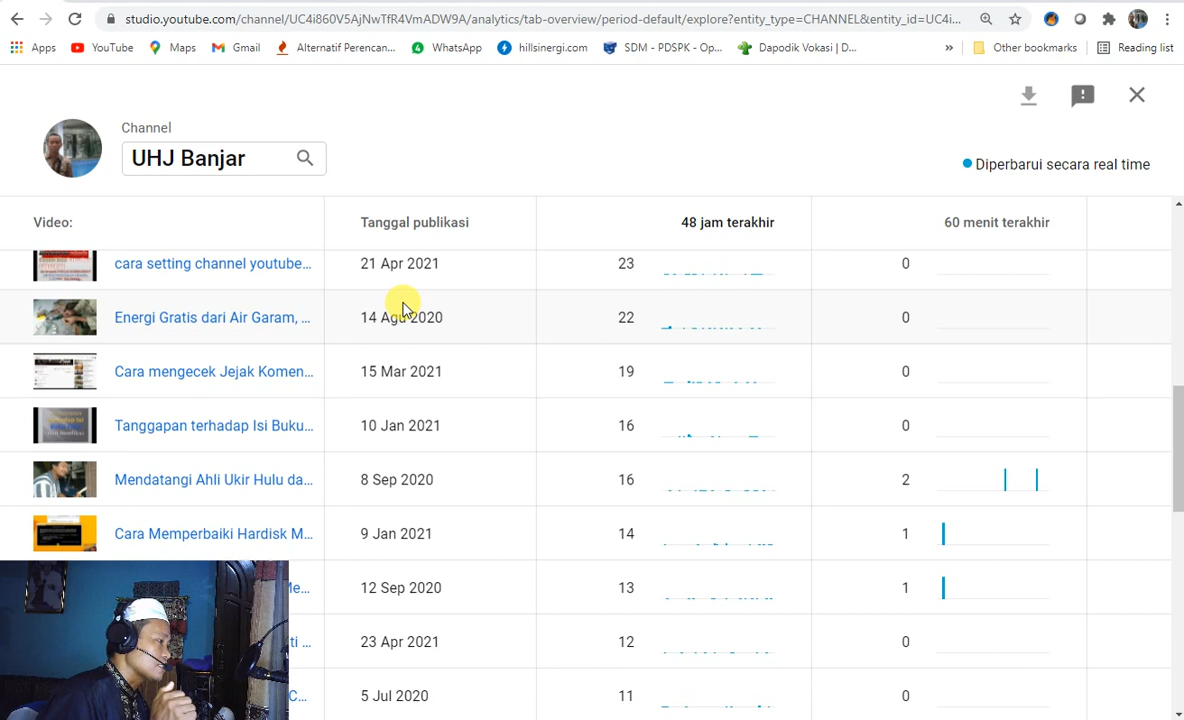 studio.youtube.com/channel/UC4i860V5AjNwTfR4VmADW9A/analytics/tab-overview/period-default/explore?entity_type=CHANNEL&entity_id=UC4i...
Apps YouTube Maps Gmail Alternatif Perencan... WhatsApp hillsinergi.com SDM - PDSPK - Op... Dapodik Vokasi | D... » Other bookmarks Reading list
Channel
UHJ Banjar
Diperbarui secara real time
Video: Tanggal publikasi 48 jam terakhir 60 menit terakhir
cara setting channel youtube... 21 Apr 2021 23 0
Energi Gratis dari Air Garam, ... 14 Agu 2020 22 0
Cara mengecek Jejak Komen... 15 Mar 2021 19 0
Tanggapan terhadap Isi Buku... 10 Jan 2021 16 0
Mendatangi Ahli Ukir Hulu da... 8 Sep 2020 16 2
Cara Memperbaiki Hardisk M... 9 Jan 2021 14 1
12 Sep 2020 13 1
23 Apr 2021 12 0
5 Jul 2020 11 0